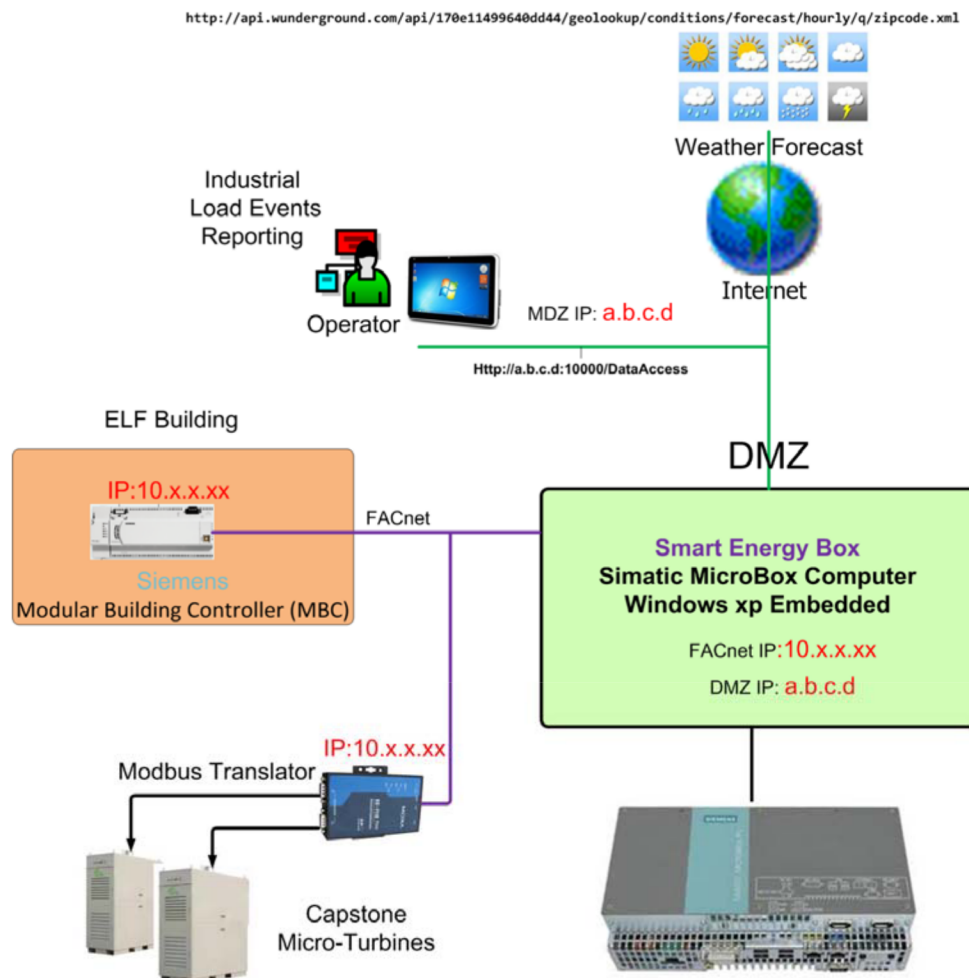 http://api.wunderground.com/api/170e11499640dd44/geolookup/conditions/forecast/hourly/q/zipcode.xml
Weather Forecast
Industrial
Load Events
Reporting
Internet
Operator
MDZ IP: a.b.c.d
Http://a.b.c.d:10000/DataAccess
ELF Building
DMZ
IP:10.x.x.xx
FACnet
Siemens
Modular Building Controller (MBC)
Smart Energy Box
Simatic MicroBox Computer
Windows xp Embedded
FACnet IP:10.x.x.xx
DMZ IP: a.b.c.d
IP:10.x.x.xx
Modbus Translator
MOXA
SIEMENS
Capstone
Micro-Turbines